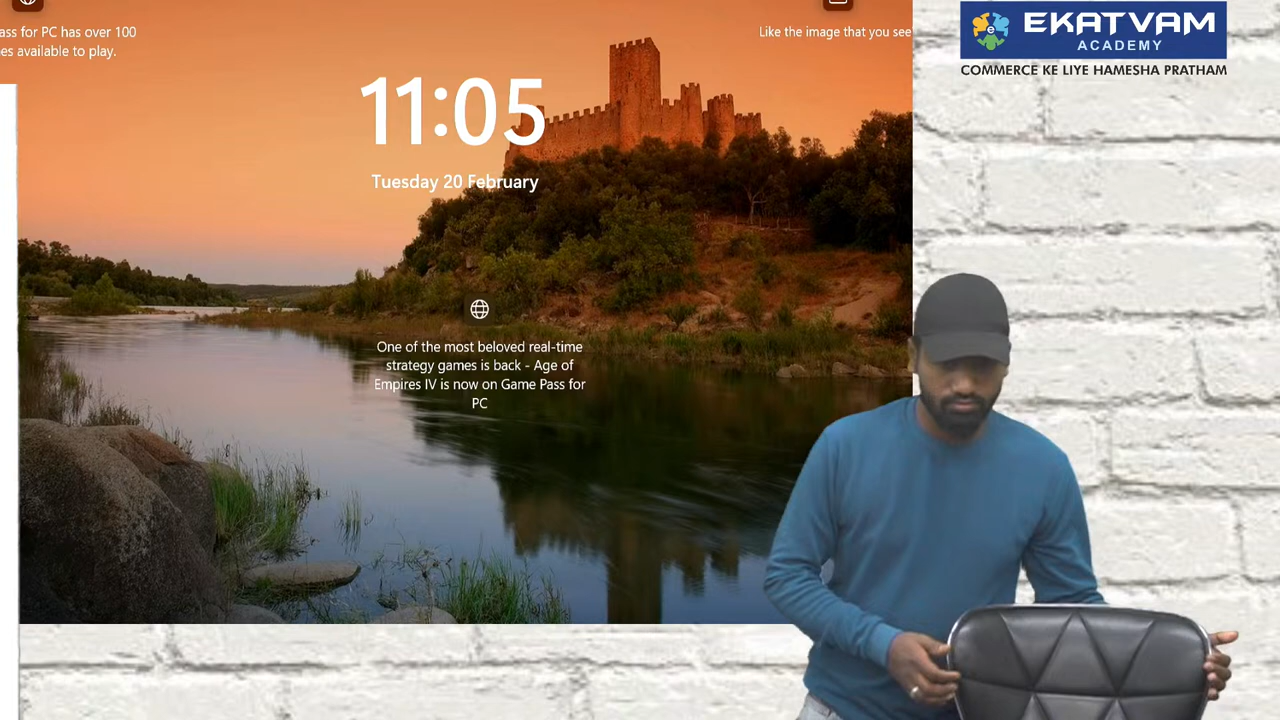 ass for PC has over 100
es available to play.
Like the image that you see
EKATVAM
ACADEMY
COMMERCE KE LIYE HAMESHA PRATHAM
11:05
Tuesday 20 February
One of the most beloved real-time
strategy games is back - Age of
Empires IV is now on Game Pass for
PC